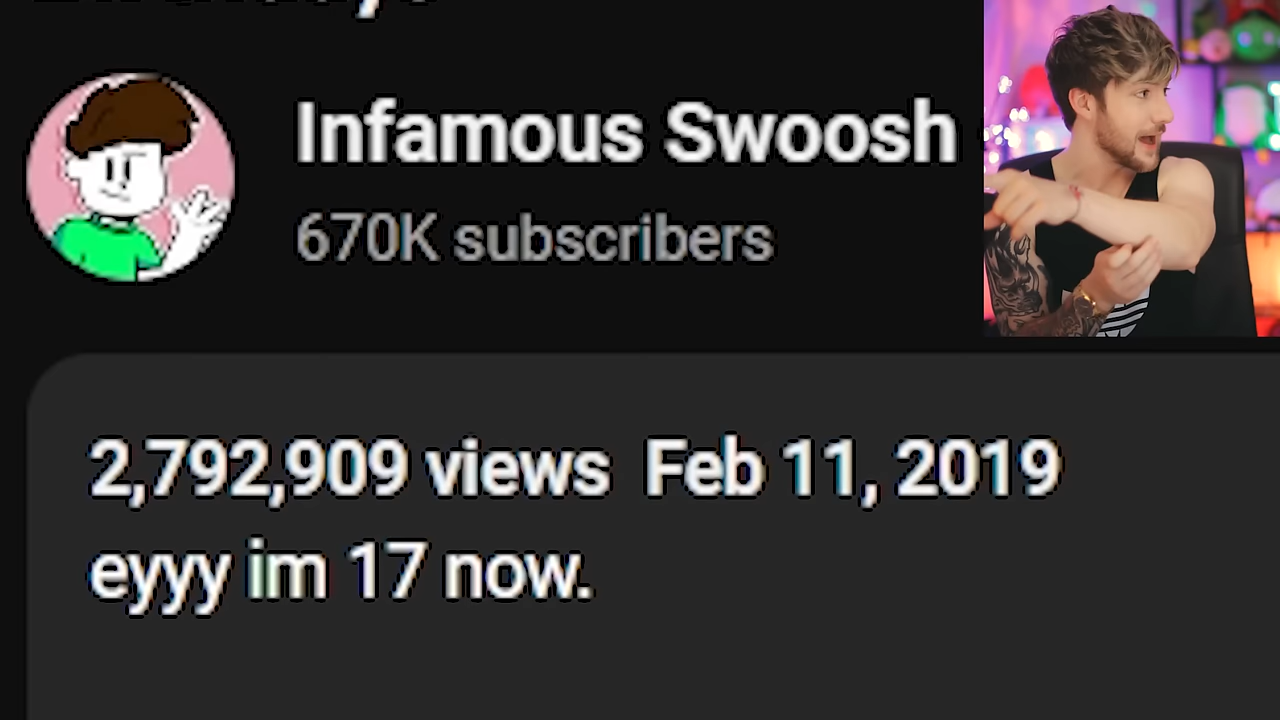 Infamous Swoosh
670K subscribers
2,792,909 views Feb 11, 2019
eyyy im 17 now.